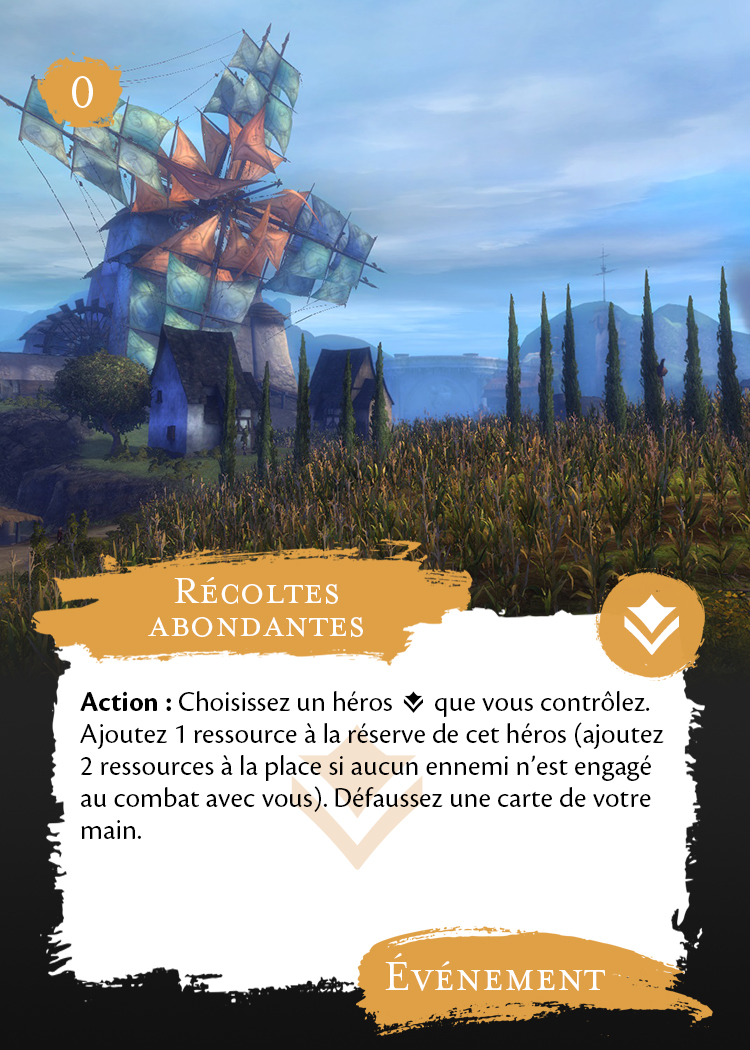 0
RÉCOLTES
ABONDANTES
Action : Choisissez un héros que vous contrôlez.
Ajoutez 1 ressource à la réserve de cet héros (ajoutez
2 ressources à la place si aucun ennemi n’est engagé
au combat avec vous). Défaussez une carte de votre
main.
ÉVÉNEMENT